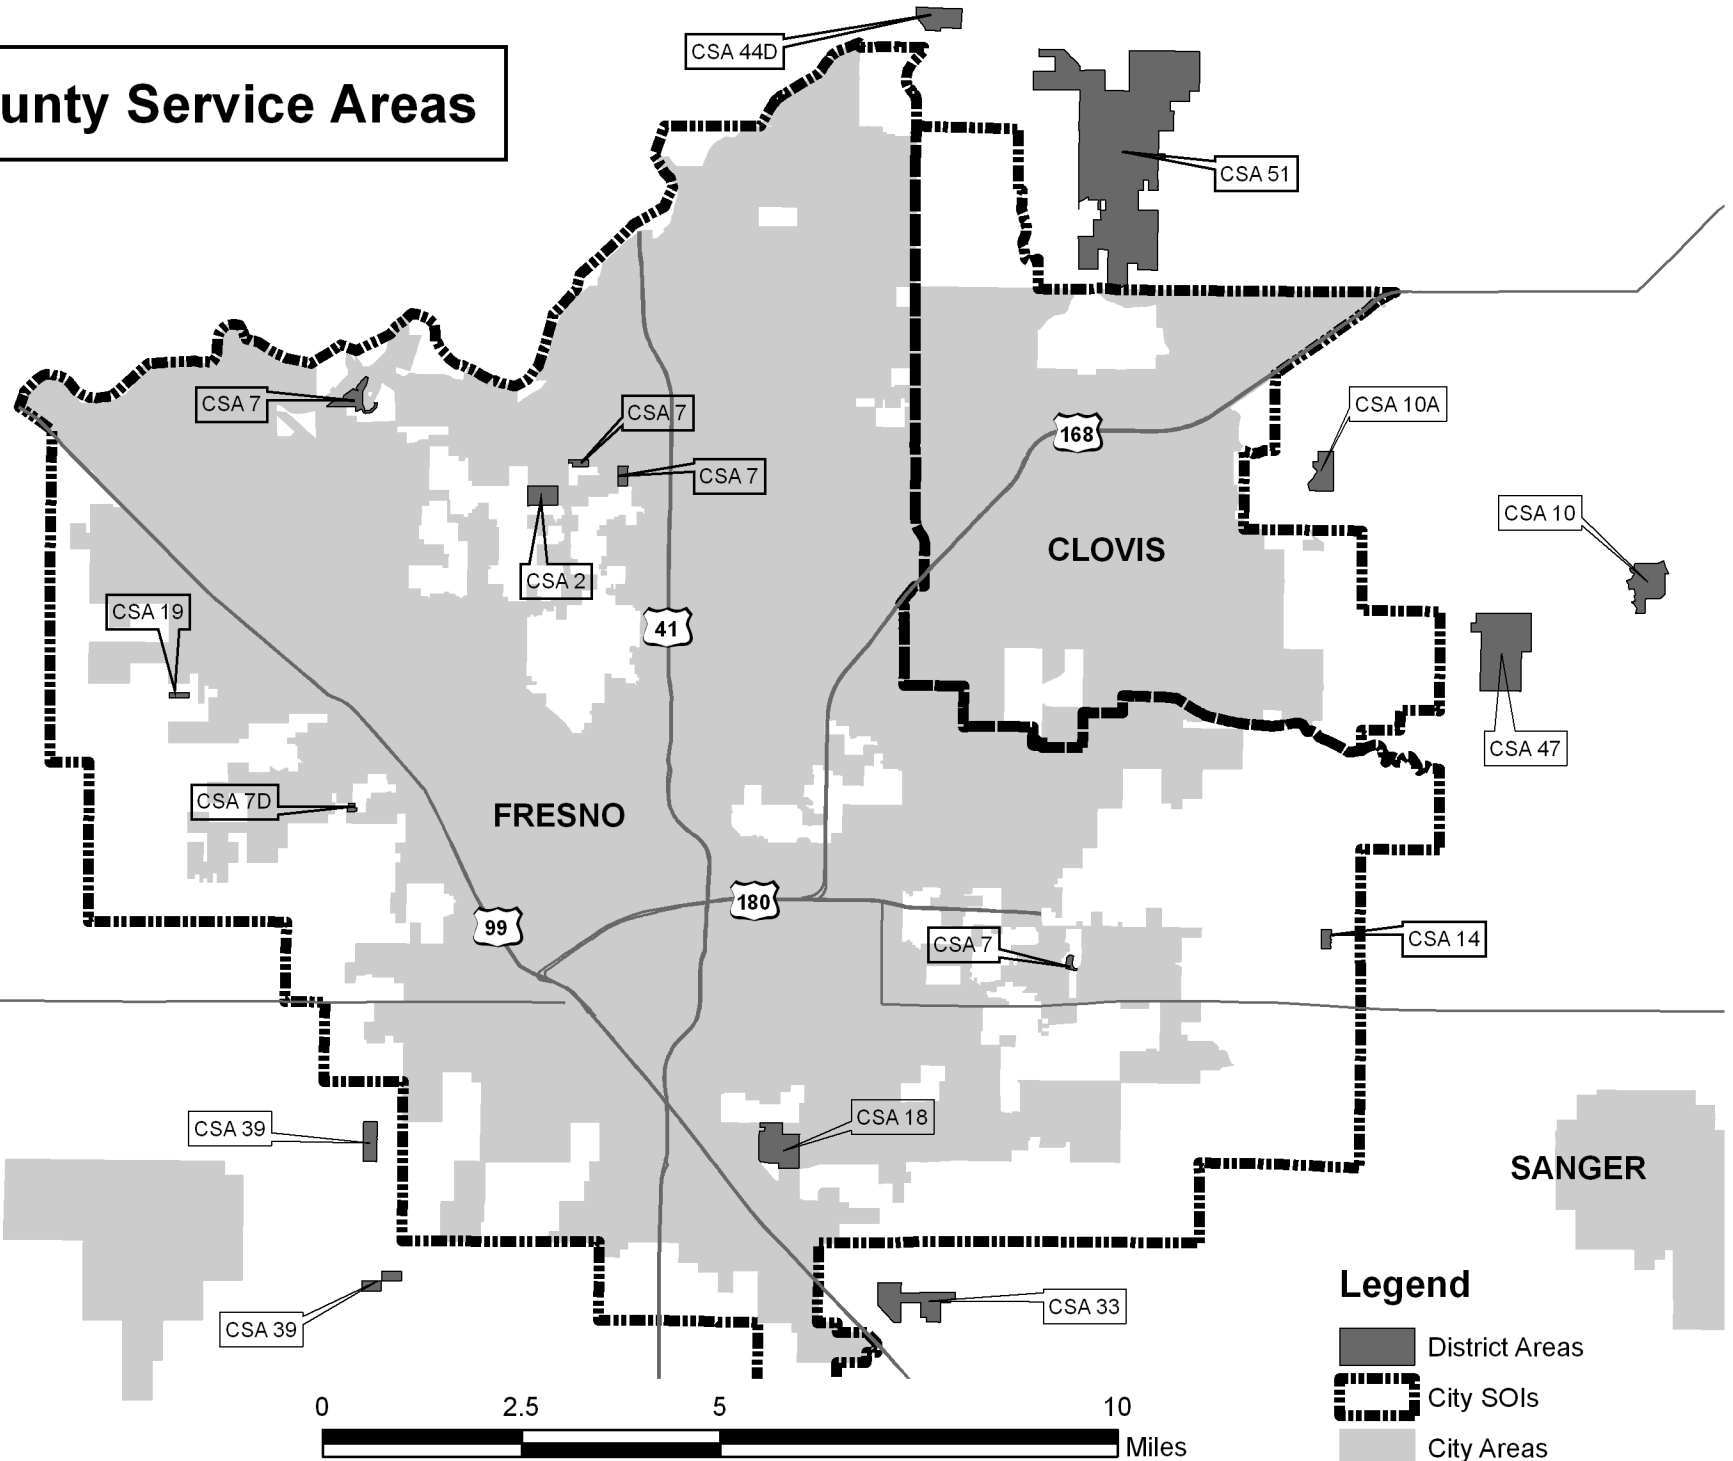 CSA 44D
unty Service Areas
CSA 51
CSA 7
CSA 7
CSA 10A
168
CSA 7
CSA 10
CLOVIS
CSA 2
CSA 19
41
CSA 47
CSA 7D
FRESNO
180
99
CSA 7
CSA 14
CSA 18
CSA 39
SANGER
Legend
CSA 33
CSA 39
District Areas
City SOIs
0 2.5 5 10
Miles
City Areas